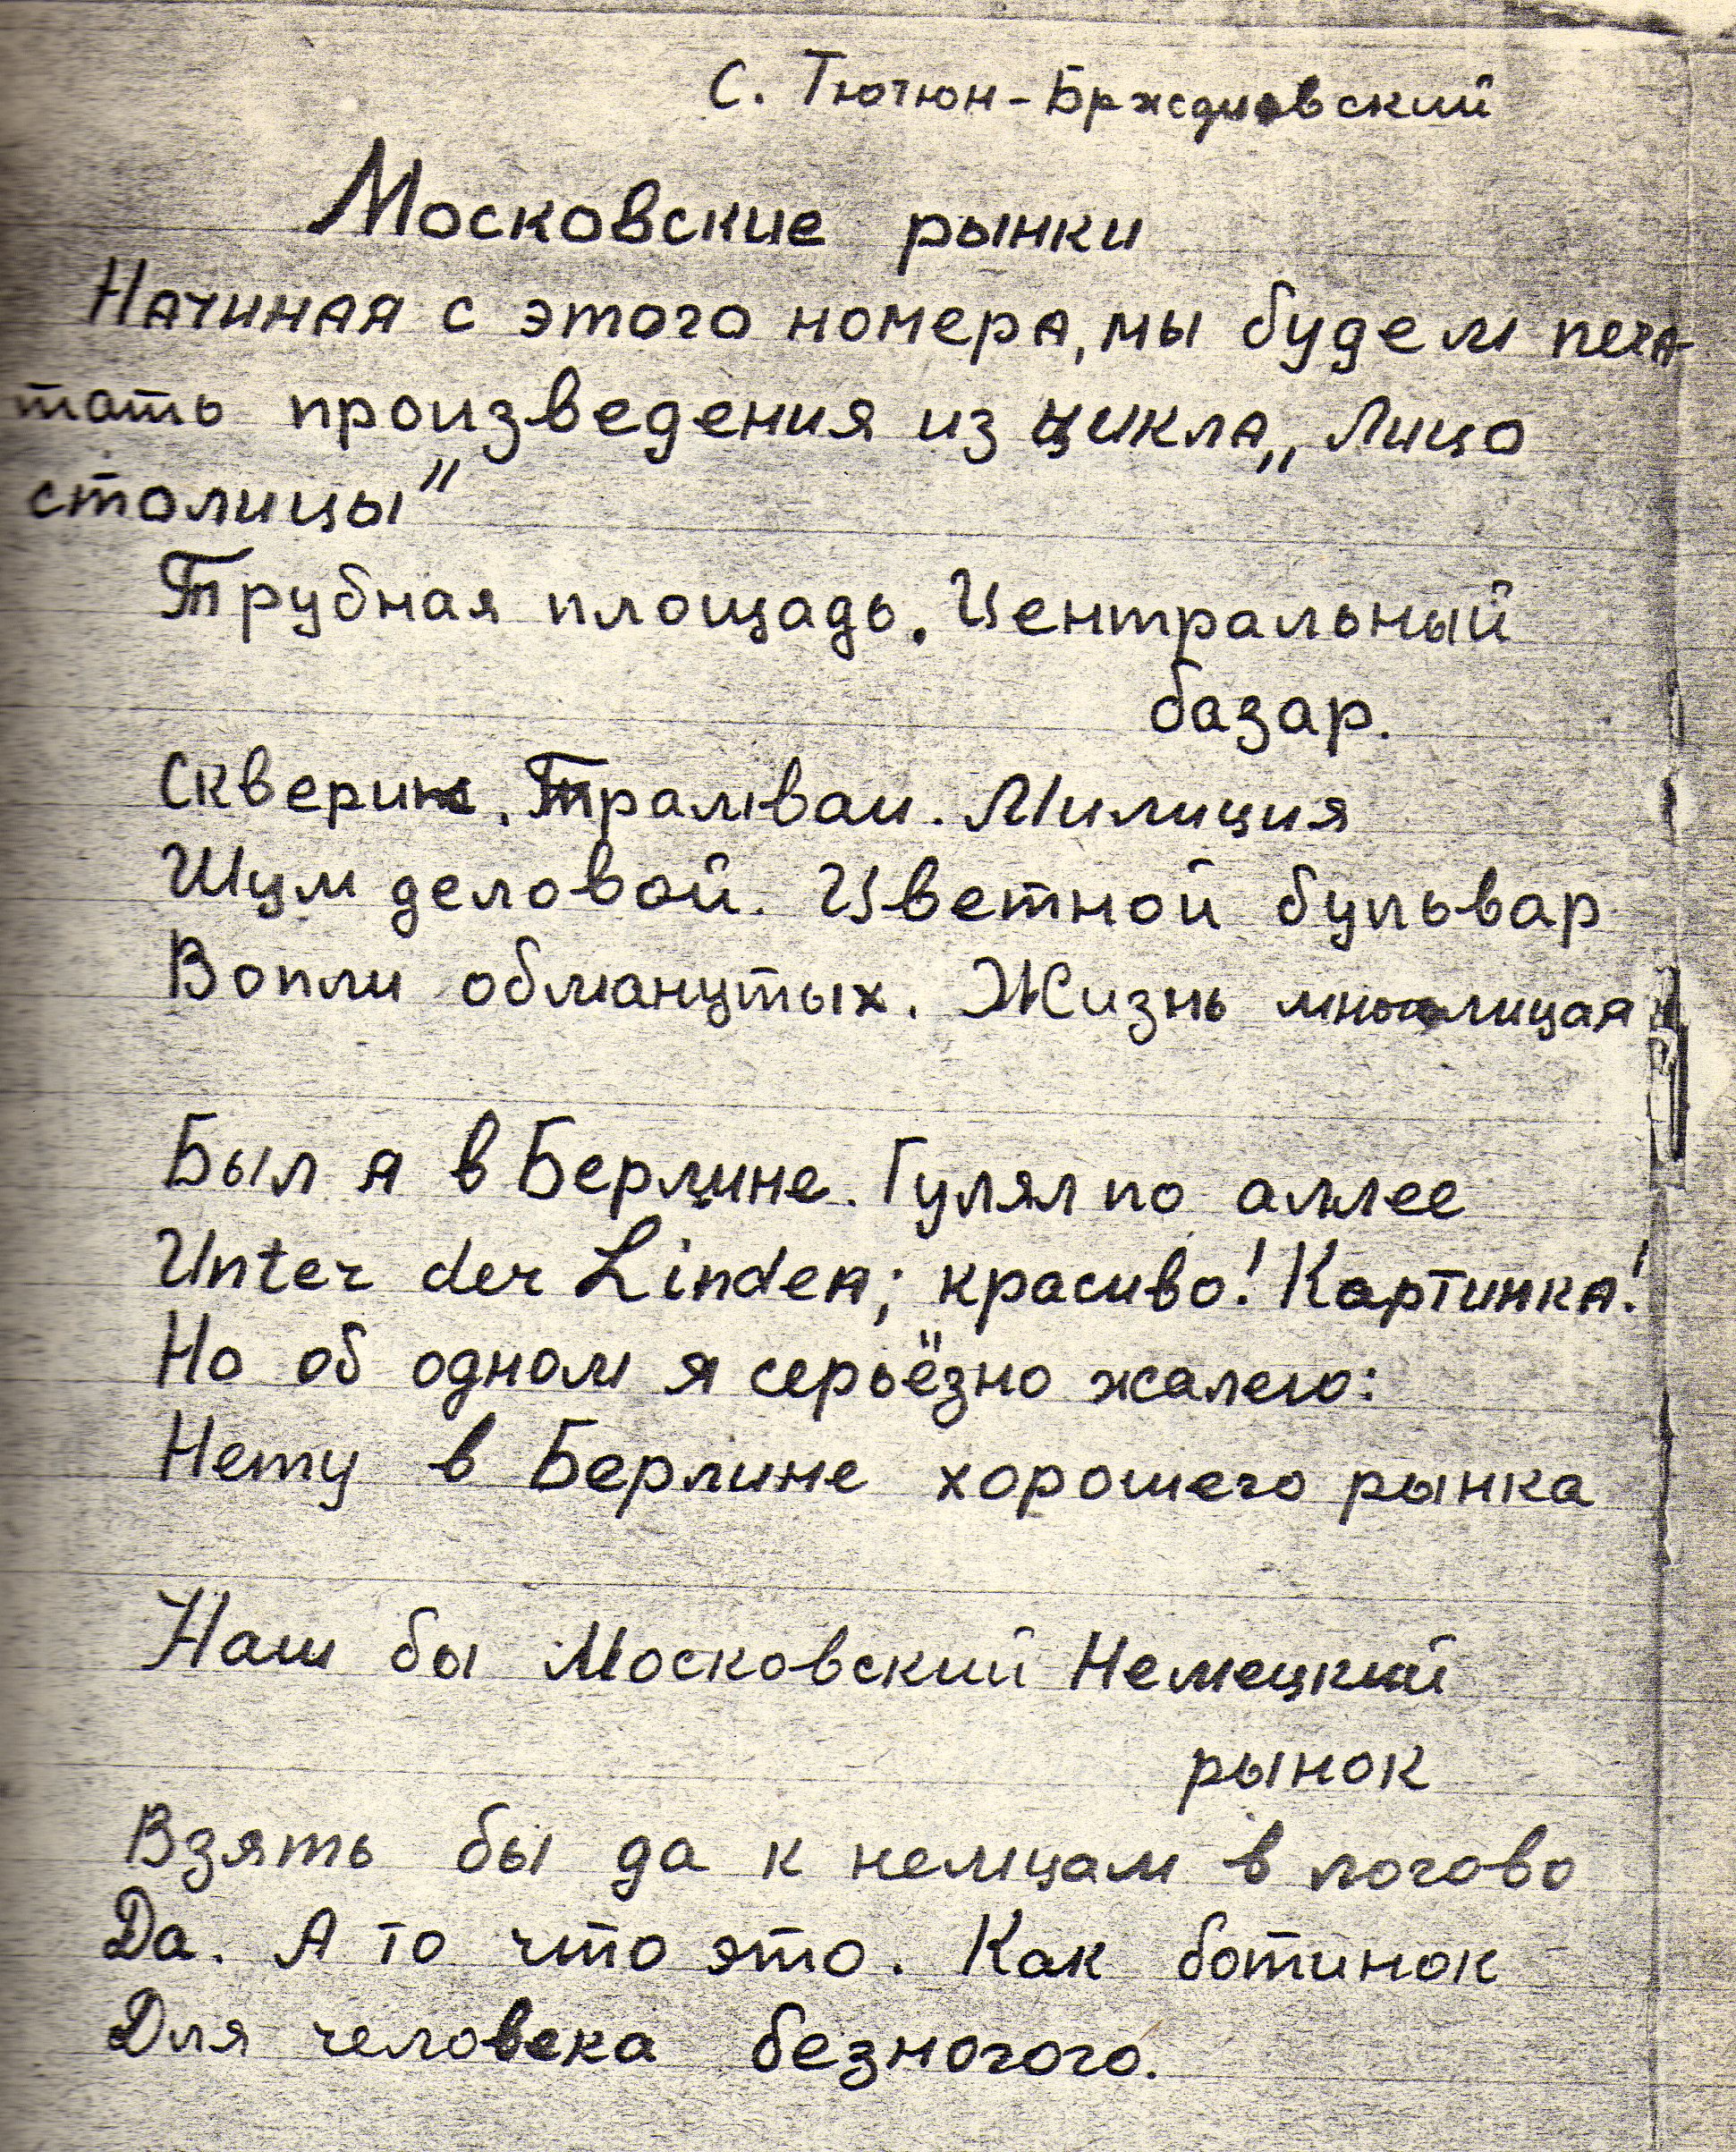 С. Тютюн-Бржедновский
Московские рынки
Начиная с этого номера, мы будем печа-
тать произведения из цикла „Лицо
столицы"
Трубная площадь. Центральный
базар.
Скверик. Трамваи. Милиция
Шум деловой. Цветной бульвар
Вопли обманутых. Жизнь многолицая
Был я в Берлине. Гулял по аллее
Unter der Linden; красиво! Картинка!
Но об одном я серьёзно жалею:
Нету в Берлине хорошего рынка
Наш бы Московский Немецкий
рынок
Взять бы да к немцам в логово
Да. А то что это. Как ботинок
Для человека безногого.